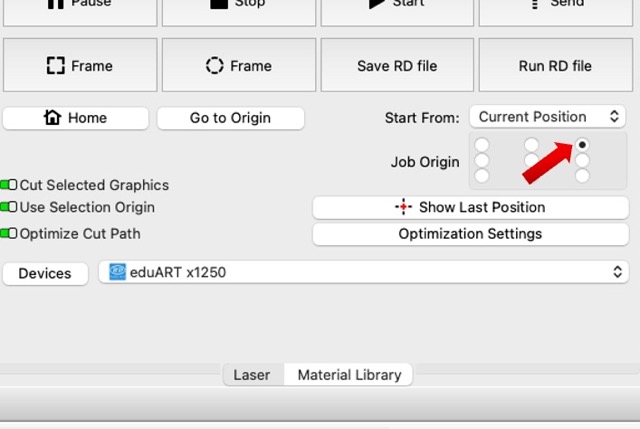 Pause Stop Start Send
Frame Frame Save RD file Run RD file
Home Go to Origin Start From: Current Position
Job Origin
Cut Selected Graphics
Use Selection Origin Show Last Position
Optimize Cut Path Optimization Settings
Devices eduART x1250
Laser Material Library